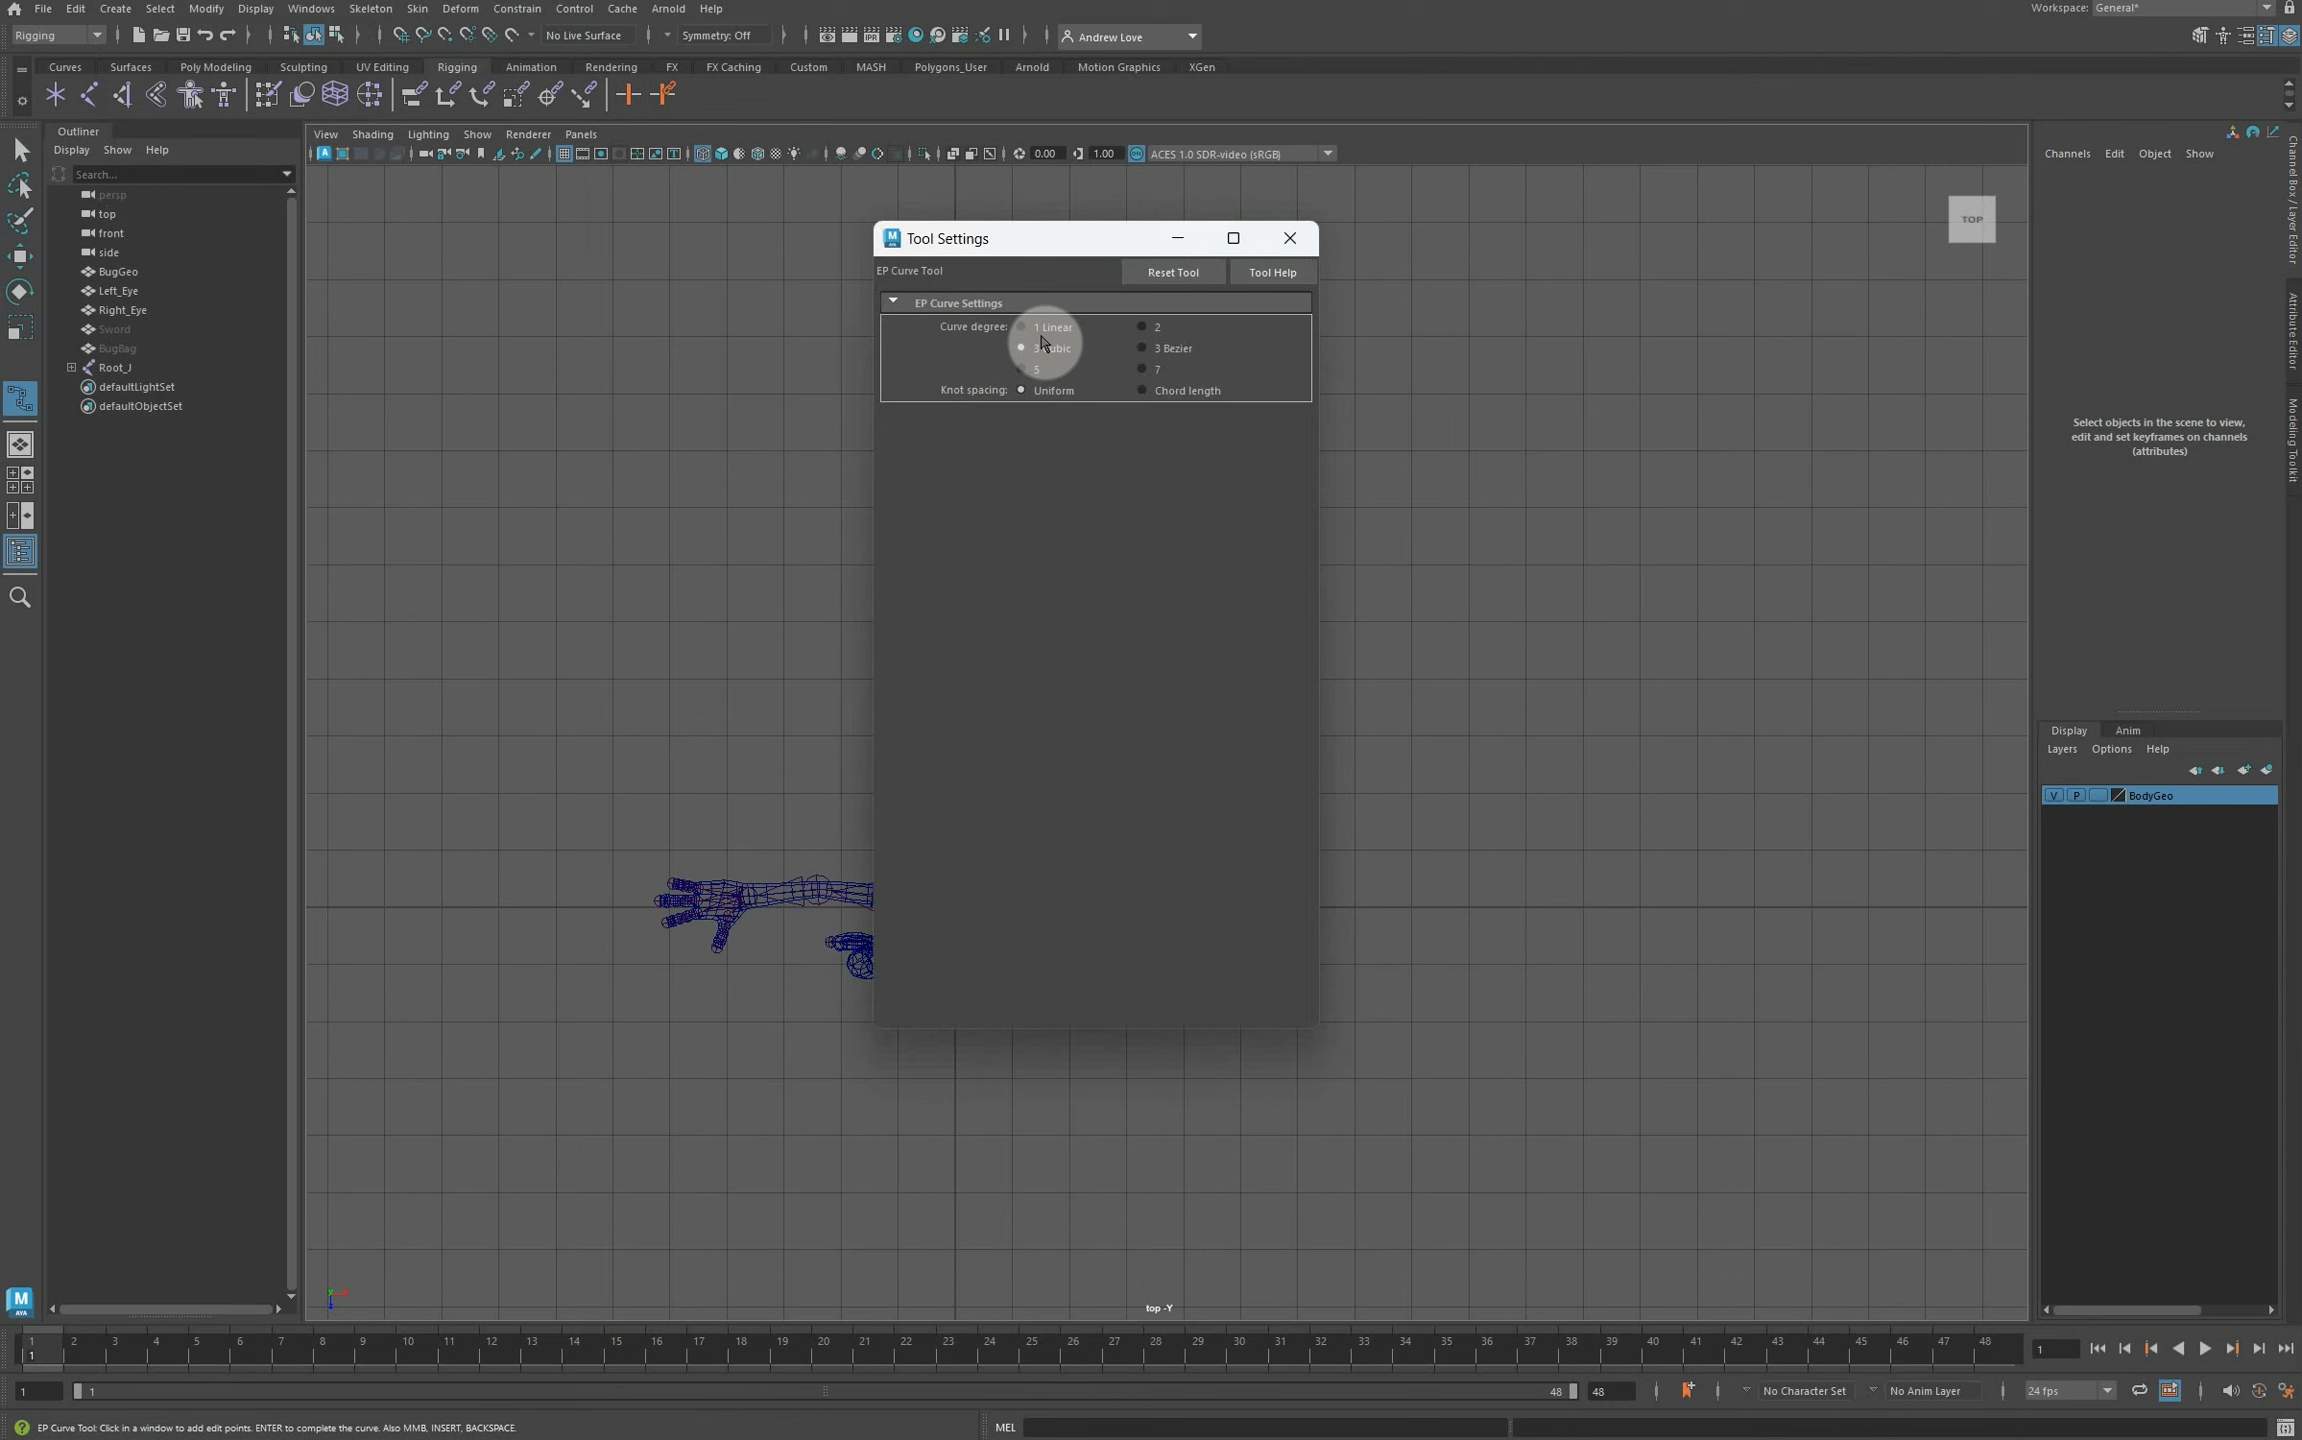 File Edit Create Select Modify Display Windows Skeleton Skin Deform Constrain Control Cache Arnold Help Workspace: General*
Rigging No Live Surface Symmetry: Off Andrew Love
Curves Surfaces Poly Modeling Sculpting UV Editing Rigging Animation Rendering FX FX Caching Custom MASH Polygons_User Arnold Motion Graphics XGen
Outliner
Display Show Help
Search...
persp
top
front
side
BugGeo
Left_Eye
Right_Eye
Sword
BugBag
Root_J
defaultLightSet
defaultObjectSet
View Shading Lighting Show Renderer Panels
0.00 1.00 ACES 1.0 SDR-video (sRGB)
TOP
Tool Settings
EP Curve Tool Reset Tool Tool Help
EP Curve Settings
Curve degree: 1 Linear 2
3 Bezier
5 7
Knot spacing: Uniform Chord length
top -Y
Channels Edit Object Show
Select objects in the scene to view,
edit and set keyframes on channels
(attributes)
Channel Box / Layer Editor
Attribute Editor
Modeling Toolkit
Display Anim
Layers Options Help
V P BodyGeo
M
AYA
1 2 3 4 5 6 7 8 9 10 11 12 13 14 15 16 17 18 19 20 21 22 23 24 25 26 27 28 29 30 31 32 33 34 35 36 37 38 39 40 41 42 43 44 45 46 47 48
1 1
1 1 48 48 No Character Set No Anim Layer 24 fps
EP Curve Tool: Click in a window to add edit points. ENTER to complete the curve. Also MMB, INSERT, BACKSPACE. MEL